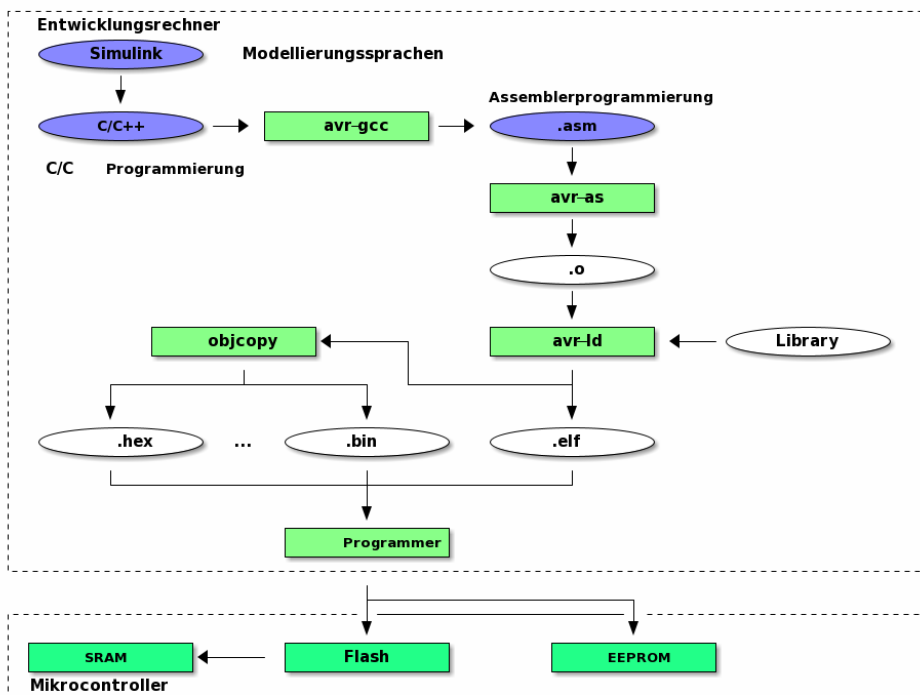 Entwicklungsrechner
Simulink
Modellierungssprachen
Assemblerprogrammierung
C/C++
avr-gcc
.asm
C/C Programmierung
avr-as
.o
objcopy
avr-ld
Library
.hex
...
.bin
.elf
Programmer
SRAM
Flash
EEPROM
Mikrocontroller